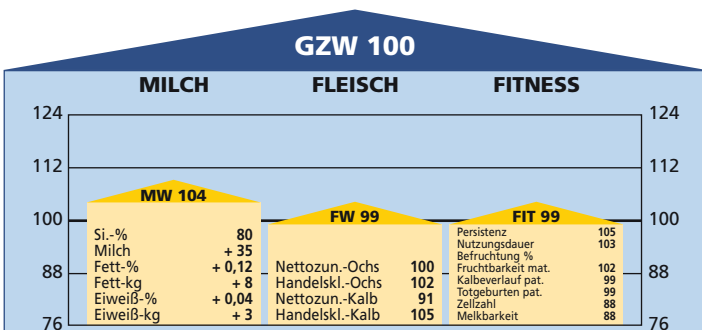 GZW 100
MILCH FLEISCH FITNESS
124 124
112 112
MW 104
100 FW 99 FIT 99 100
Si.-% 80
Milch + 35
Fett-% + 0,12
Fett-kg + 8
Eiweiß-% + 0,04
Eiweiß-kg + 3
Nettozun.-Ochs 100
Handelskl.-Ochs 102
Nettozun.-Kalb 91
Handelskl.-Kalb 105
Persistenz 105
Nutzungsdauer 103
Befruchtung %
Fruchtbarkeit mat. 102
Kalbeverlauf pat. 99
Totgeburten pat. 99
Zellzahl 88
Melkbarkeit 88
88 88
76 76